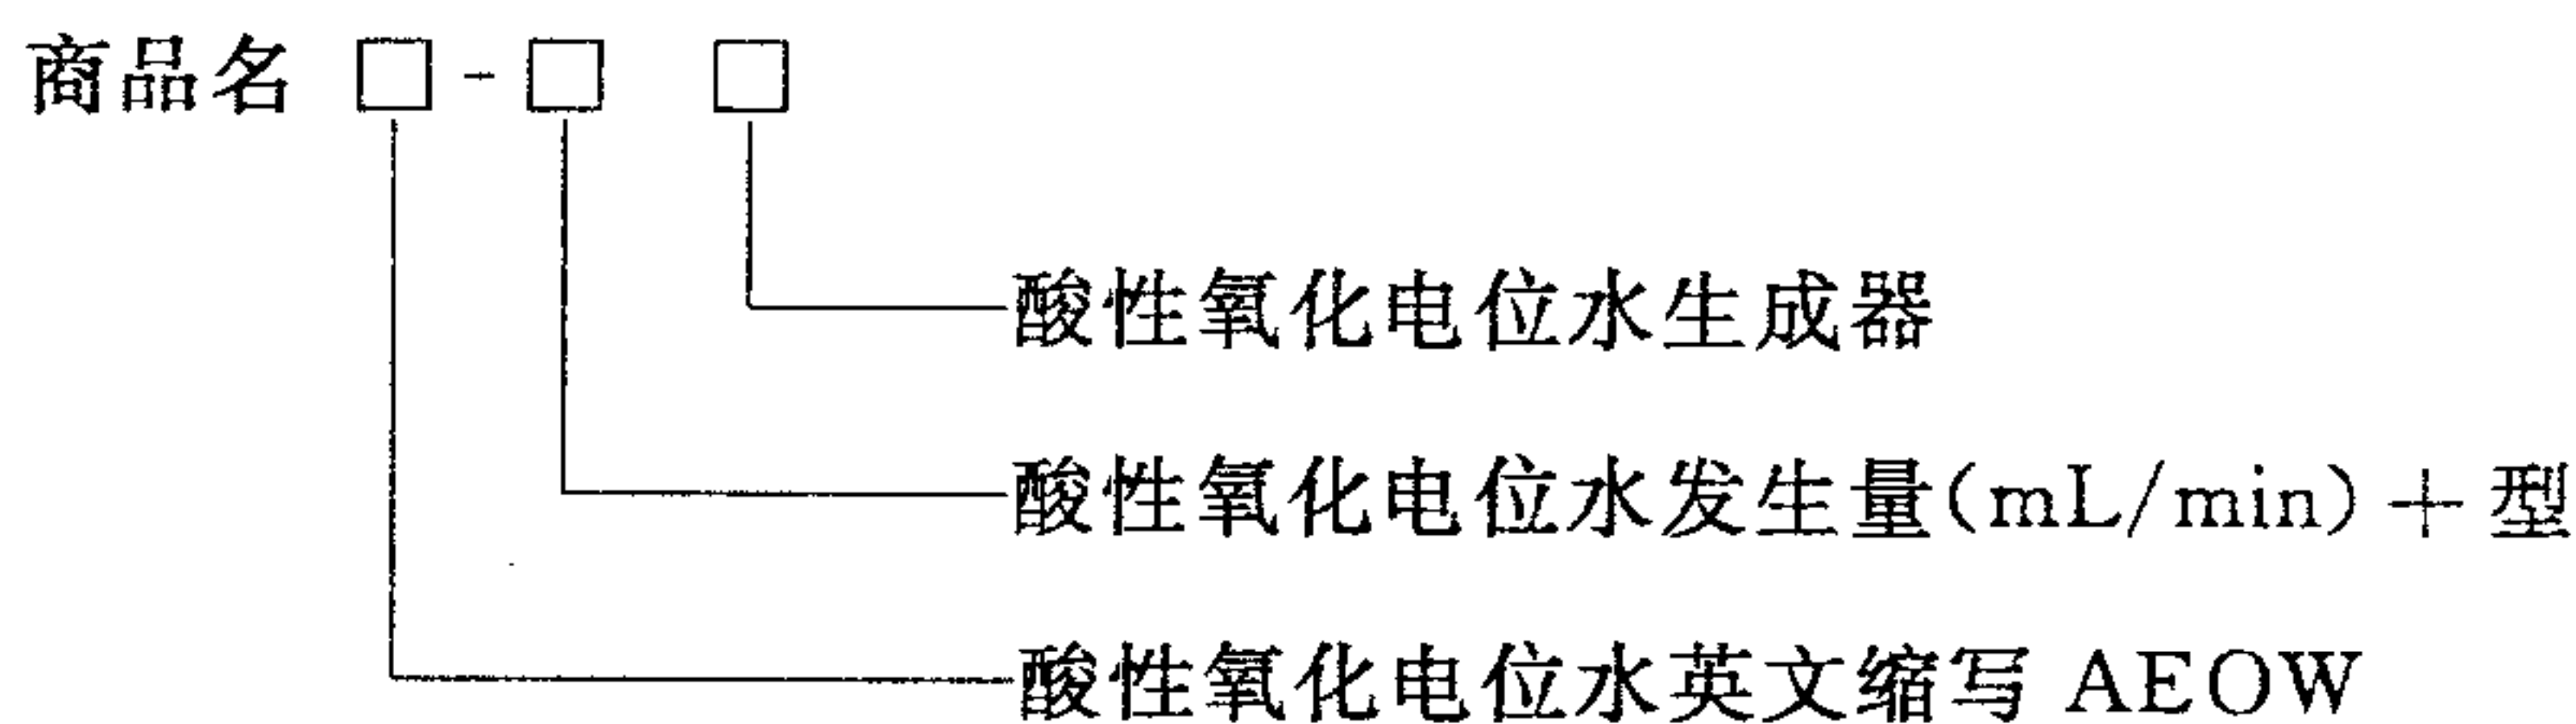 商品名 □-□ □
酸性氧化电位水生成器
酸性氧化电位水发生量(mL/min)+型
酸性氧化电位水英文缩写 AEOW